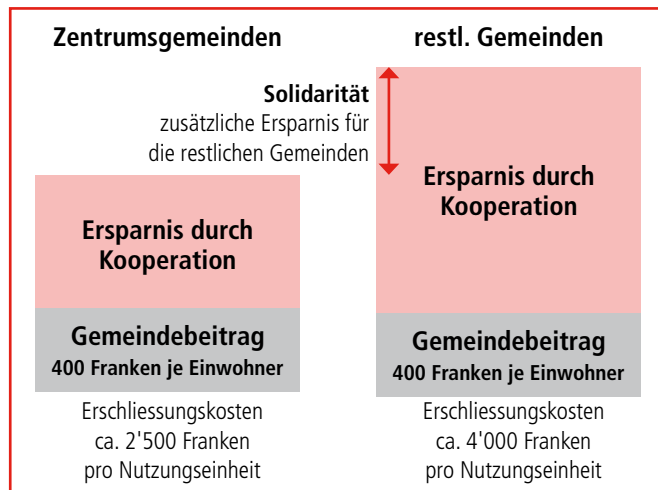 Zentrumsgemeinden
restl. Gemeinden
Solidarität
zusätzliche Ersparnis für
die restlichen Gemeinden
Ersparnis durch
Kooperation
Ersparnis durch
Kooperation
Gemeindebeitrag
400 Franken je Einwohner
Gemeindebeitrag
400 Franken je Einwohner
Erschliessungskosten
ca. 2'500 Franken
pro Nutzungseinheit
Erschliessungskosten
ca. 4'000 Franken
pro Nutzungseinheit